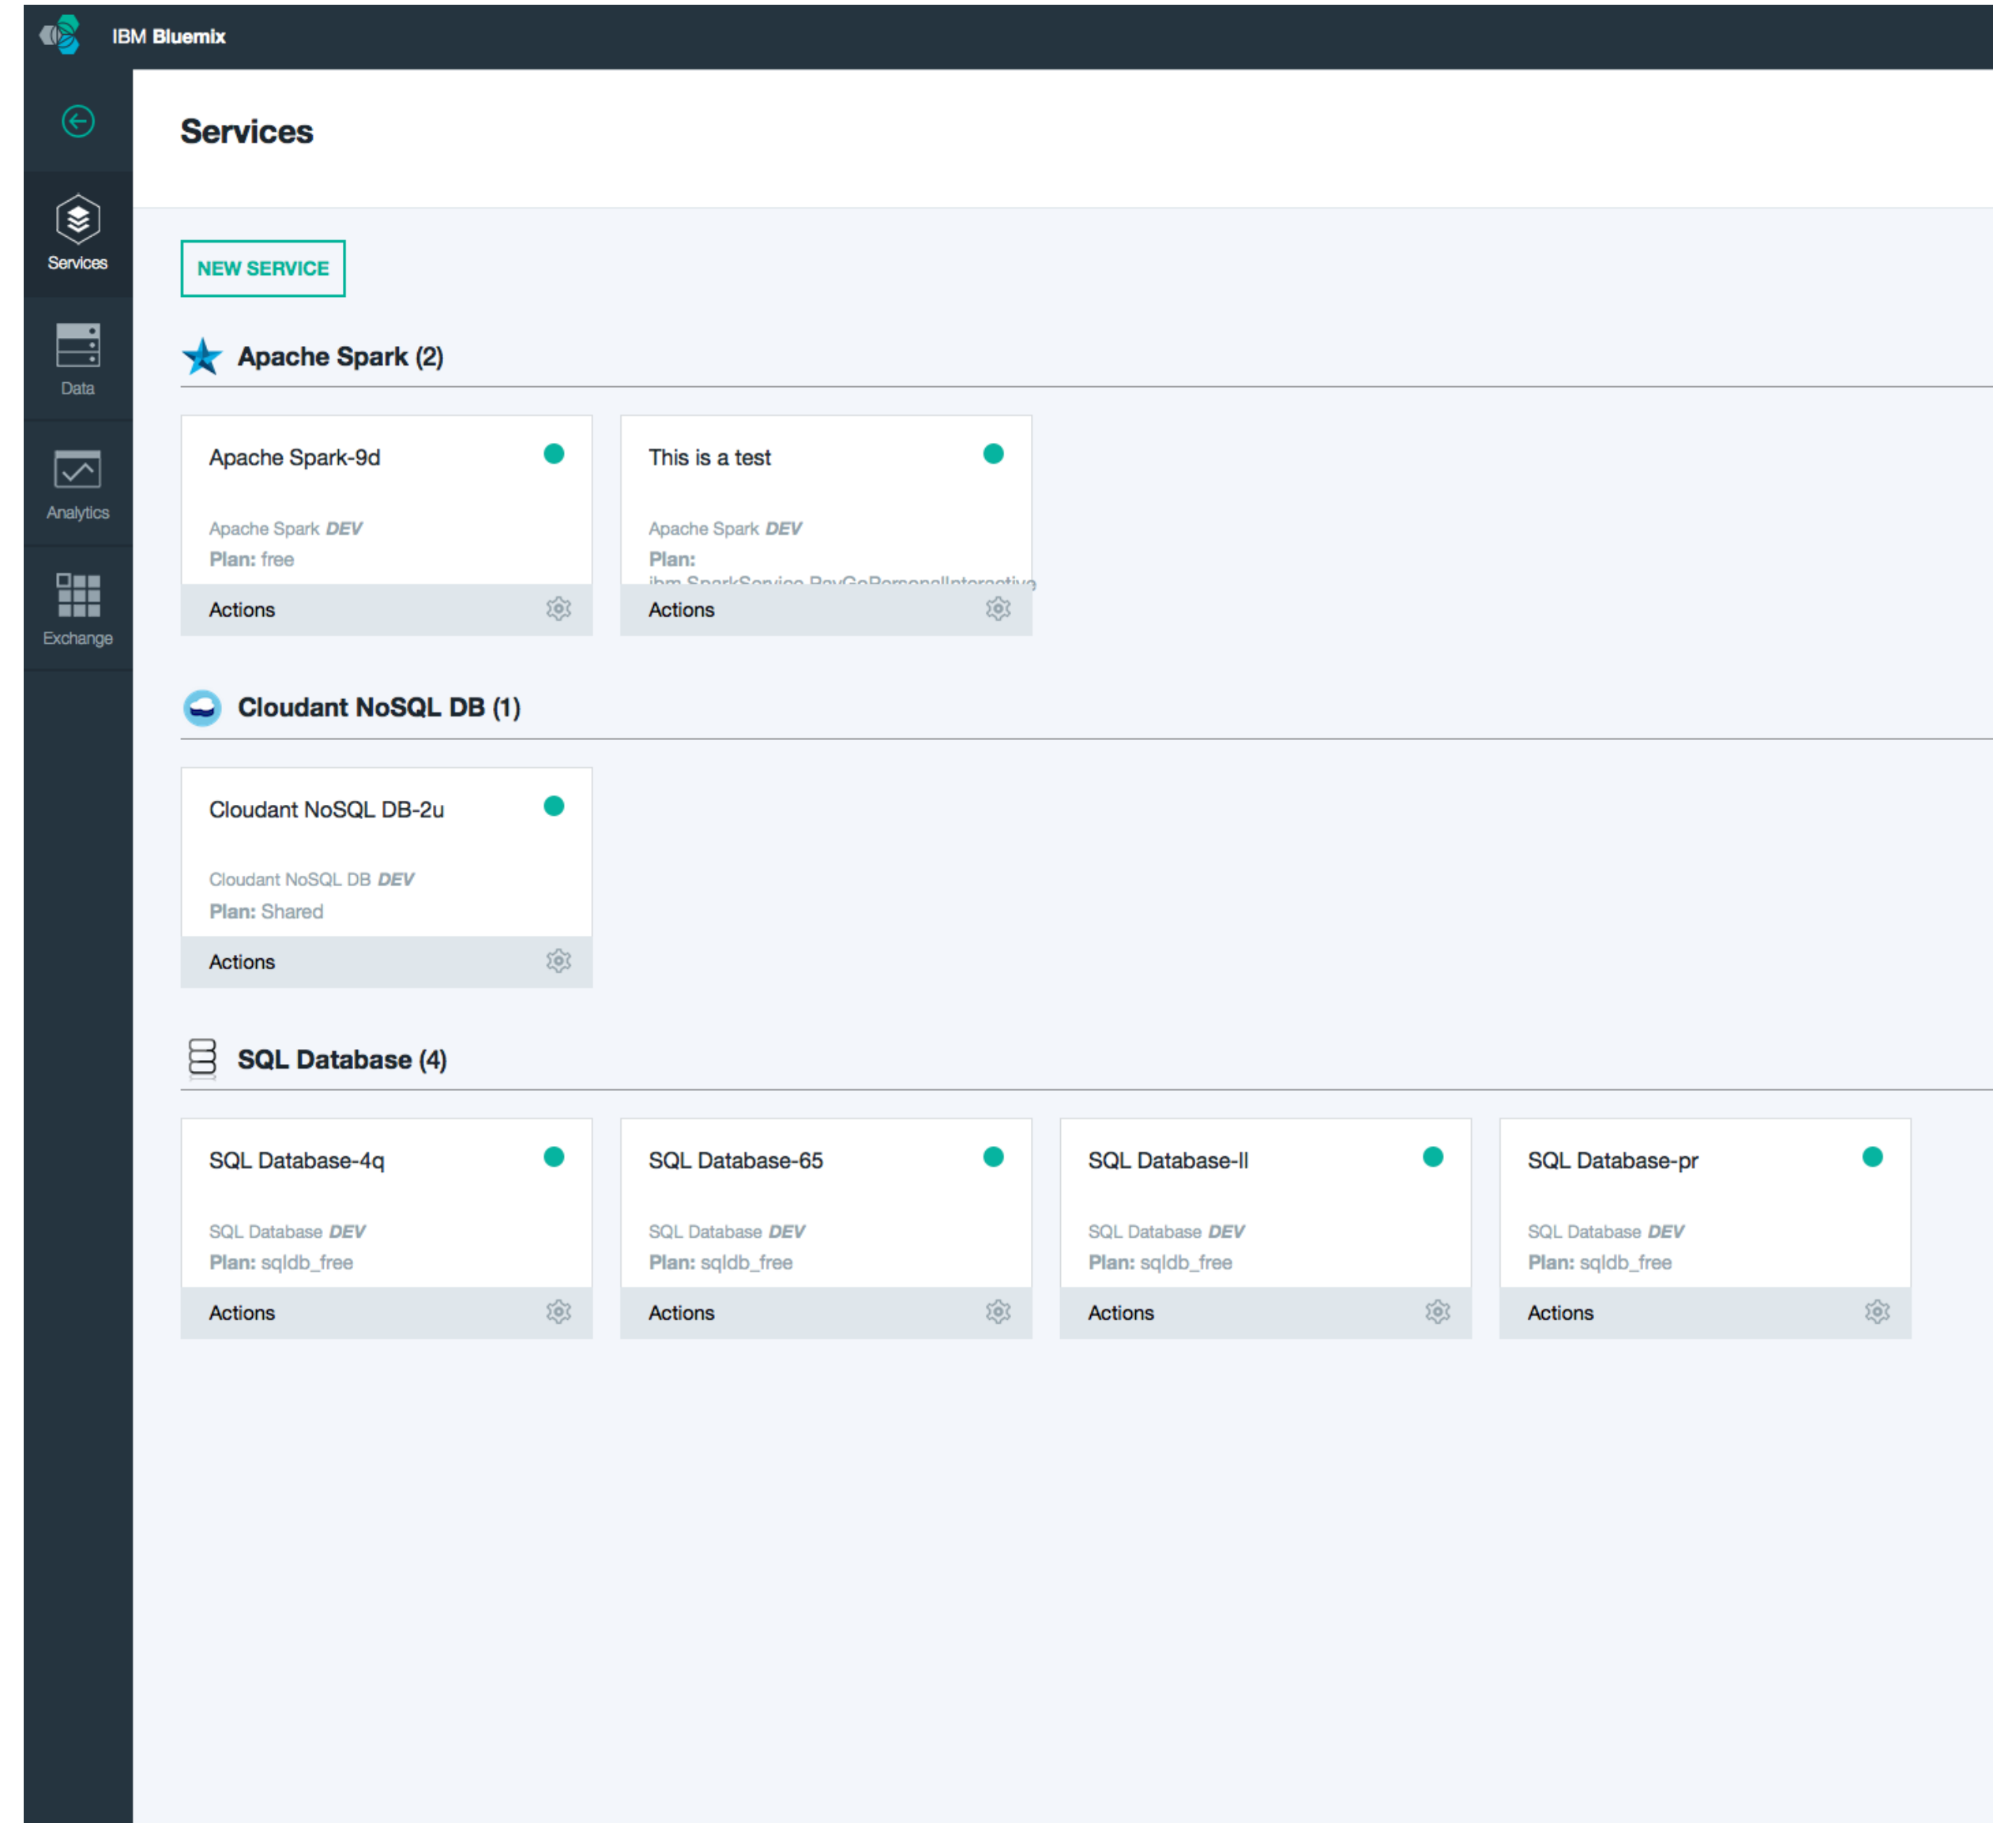 IBM Bluemix
Services
Services
NEW SERVICE
Apache Spark (2)
Data
Apache Spark-9d
This is a test
Analytics
Apache Spark DEV
Plan: free
Apache Spark DEV
Plan:
ibm.SparkService.PayGoPersonalInteractive
Actions
Actions
Exchange
Cloudant NoSQL DB (1)
Cloudant NoSQL DB-2u
Cloudant NoSQL DB DEV
Plan: Shared
Actions
SQL Database (4)
SQL Database-4q
SQL Database-65
SQL Database-ll
SQL Database-pr
SQL Database DEV
SQL Database DEV
SQL Database DEV
SQL Database DEV
Plan: sqldb_free
Plan: sqldb_free
Plan: sqldb_free
Plan: sqldb_free
Actions
Actions
Actions
Actions